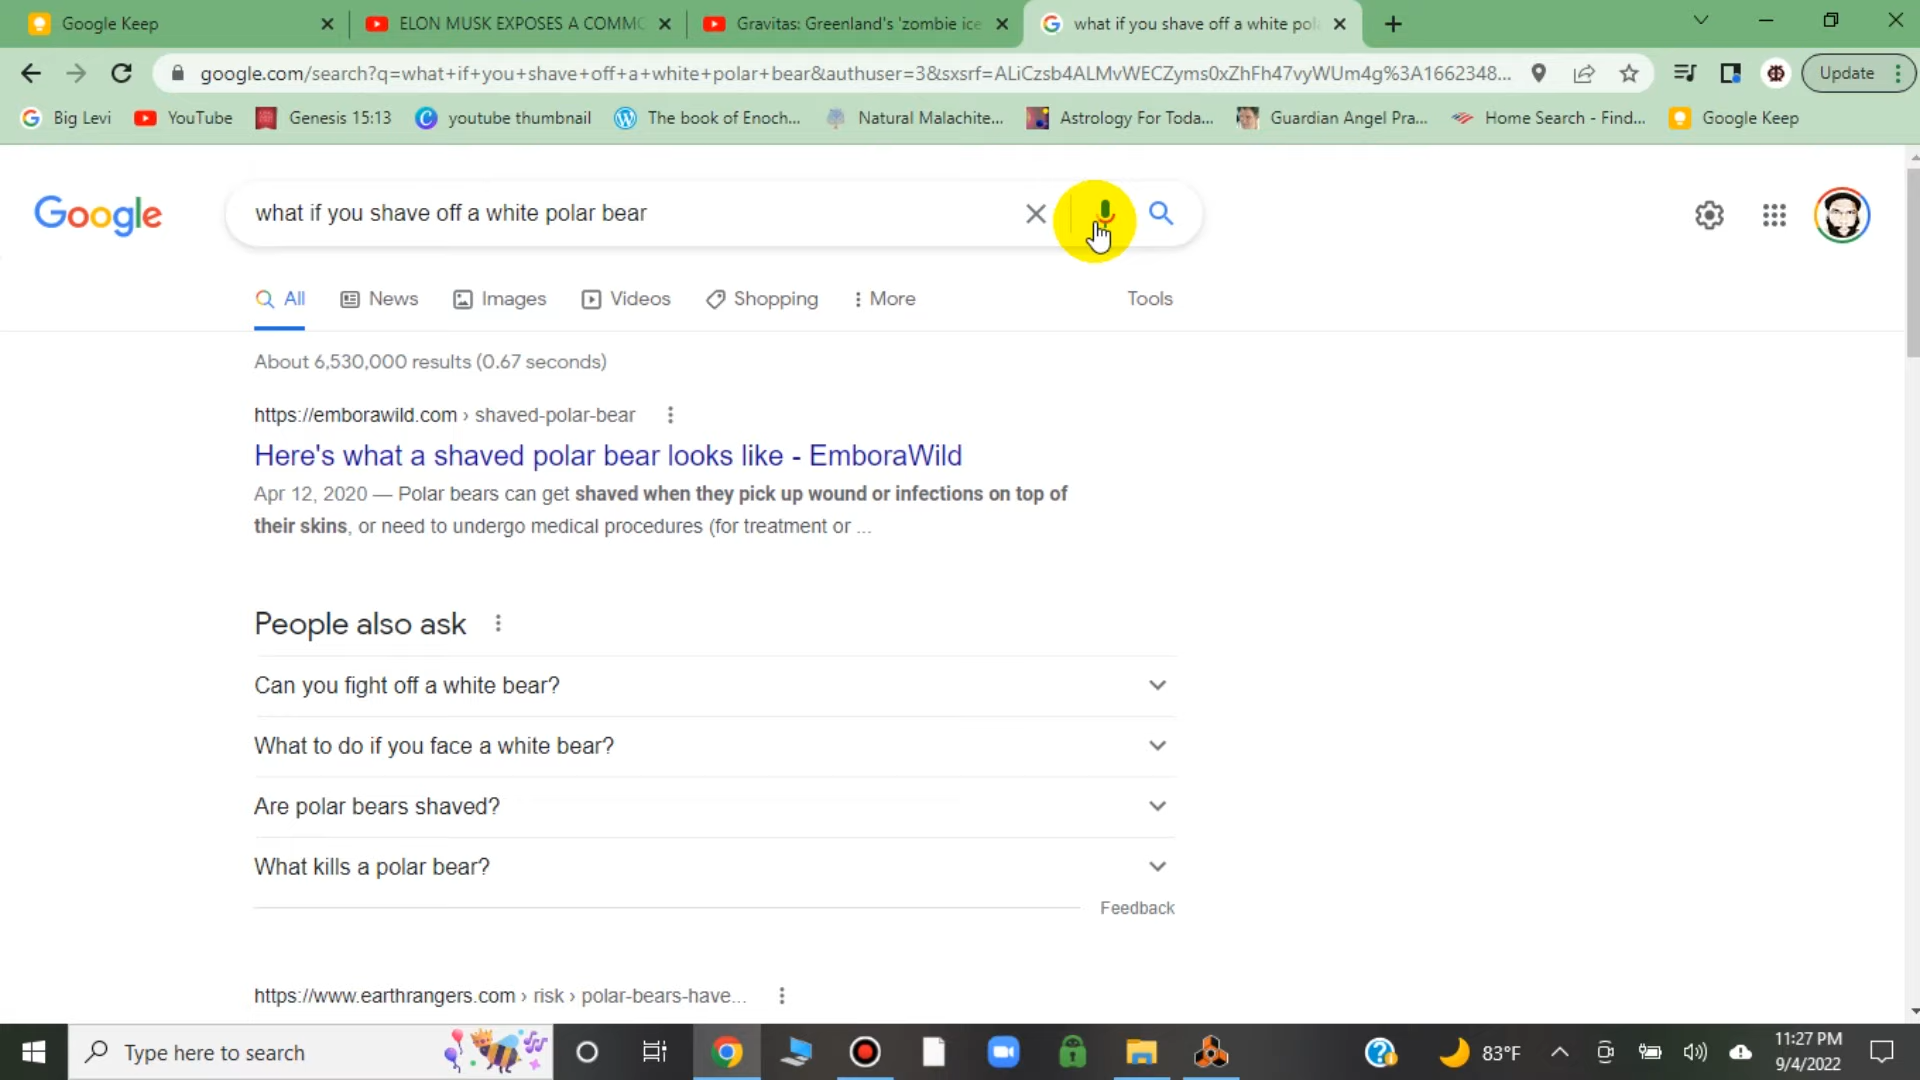 Google Keep
ELON MUSK EXPOSES A COMMO
Gravitas: Greenland's 'zombie ice
what if you shave off a white pol
google.com/search?q=what+if+you+shave+off+a+white+polar+bear&authuser=3&sxsrf=ALiCzsb4ALMvWECZyms0xZhFh47vyWUm4g%3A1662348...
Update
Big Levi
YouTube
Genesis 15:13
youtube thumbnail
The book of Enoch...
Natural Malachite...
Astrology For Toda...
Guardian Angel Pra...
Home Search - Find...
Google Keep
Google
what if you shave off a white polar bear
All
News
Images
Videos
Shopping
More
Tools
About 6,530,000 results (0.67 seconds)
https://emborawild.com › shaved-polar-bear
Here's what a shaved polar bear looks like - EmboraWild
Apr 12, 2020 — Polar bears can get shaved when they pick up wound or infections on top of
their skins, or need to undergo medical procedures (for treatment or ...
People also ask
Can you fight off a white bear?
What to do if you face a white bear?
Are polar bears shaved?
What kills a polar bear?
Feedback
https://www.earthrangers.com › risk › polar-bears-have...
Type here to search
83°F
11:27 PM
9/4/2022